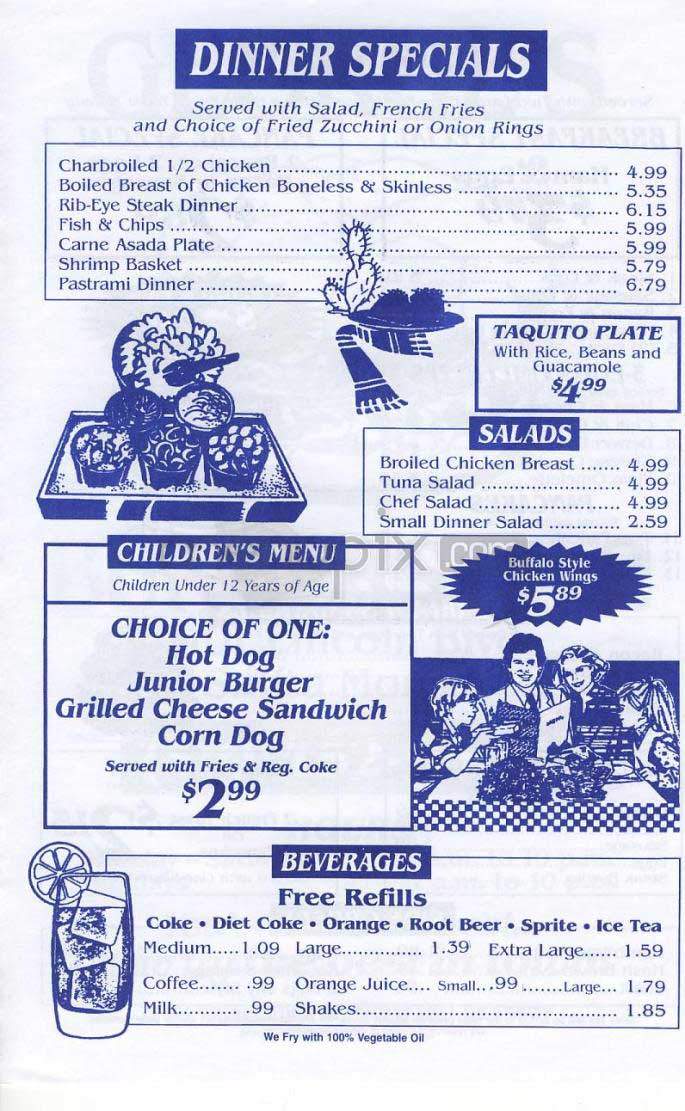 DINNER SPECIALS
Served with Salad, French Fries
and Choice of Fried Zucchini or Onion Rings
Charbroiled 1/2 Chicken ........................................ 4.99
Boiled Breast of Chicken Boneless & Skinless .................... 5.35
Rib-Eye Steak Dinner ........................................ 6.15
Fish & Chips ........................................ 5.99
Carne Asada Plate ........................................ 5.99
Shrimp Basket ........................................ 5.79
Pastrami Dinner ........................................ 6.79
TAQUITO PLATE
With Rice, Beans and
Guacamole
$4.99
SALADS
Broiled Chicken Breast ....... 4.99
Tuna Salad ......................... 4.99
Chef Salad ......................... 4.99
Small Dinner Salad ............ 2.59
CHILDREN'S MENU
Children Under 12 Years of Age
CHOICE OF ONE:
Hot Dog
Junior Burger
Grilled Cheese Sandwich
Corn Dog
Served with Fries & Reg. Coke
$2.99
pix.com
Buffalo Style
Chicken Wings
$5.89
BEVERAGES
Free Refills
Coke • Diet Coke • Orange • Root Beer • Sprite • Ice Tea
Medium.....1.09 Large............... 1.39 Extra Large..... 1.59
Coffee....... .99 Orange Juice.... Small...99 ........Large... 1.79
Milk........... .99 Shakes................................................ 1.85
We Fry with 100% Vegetable Oil